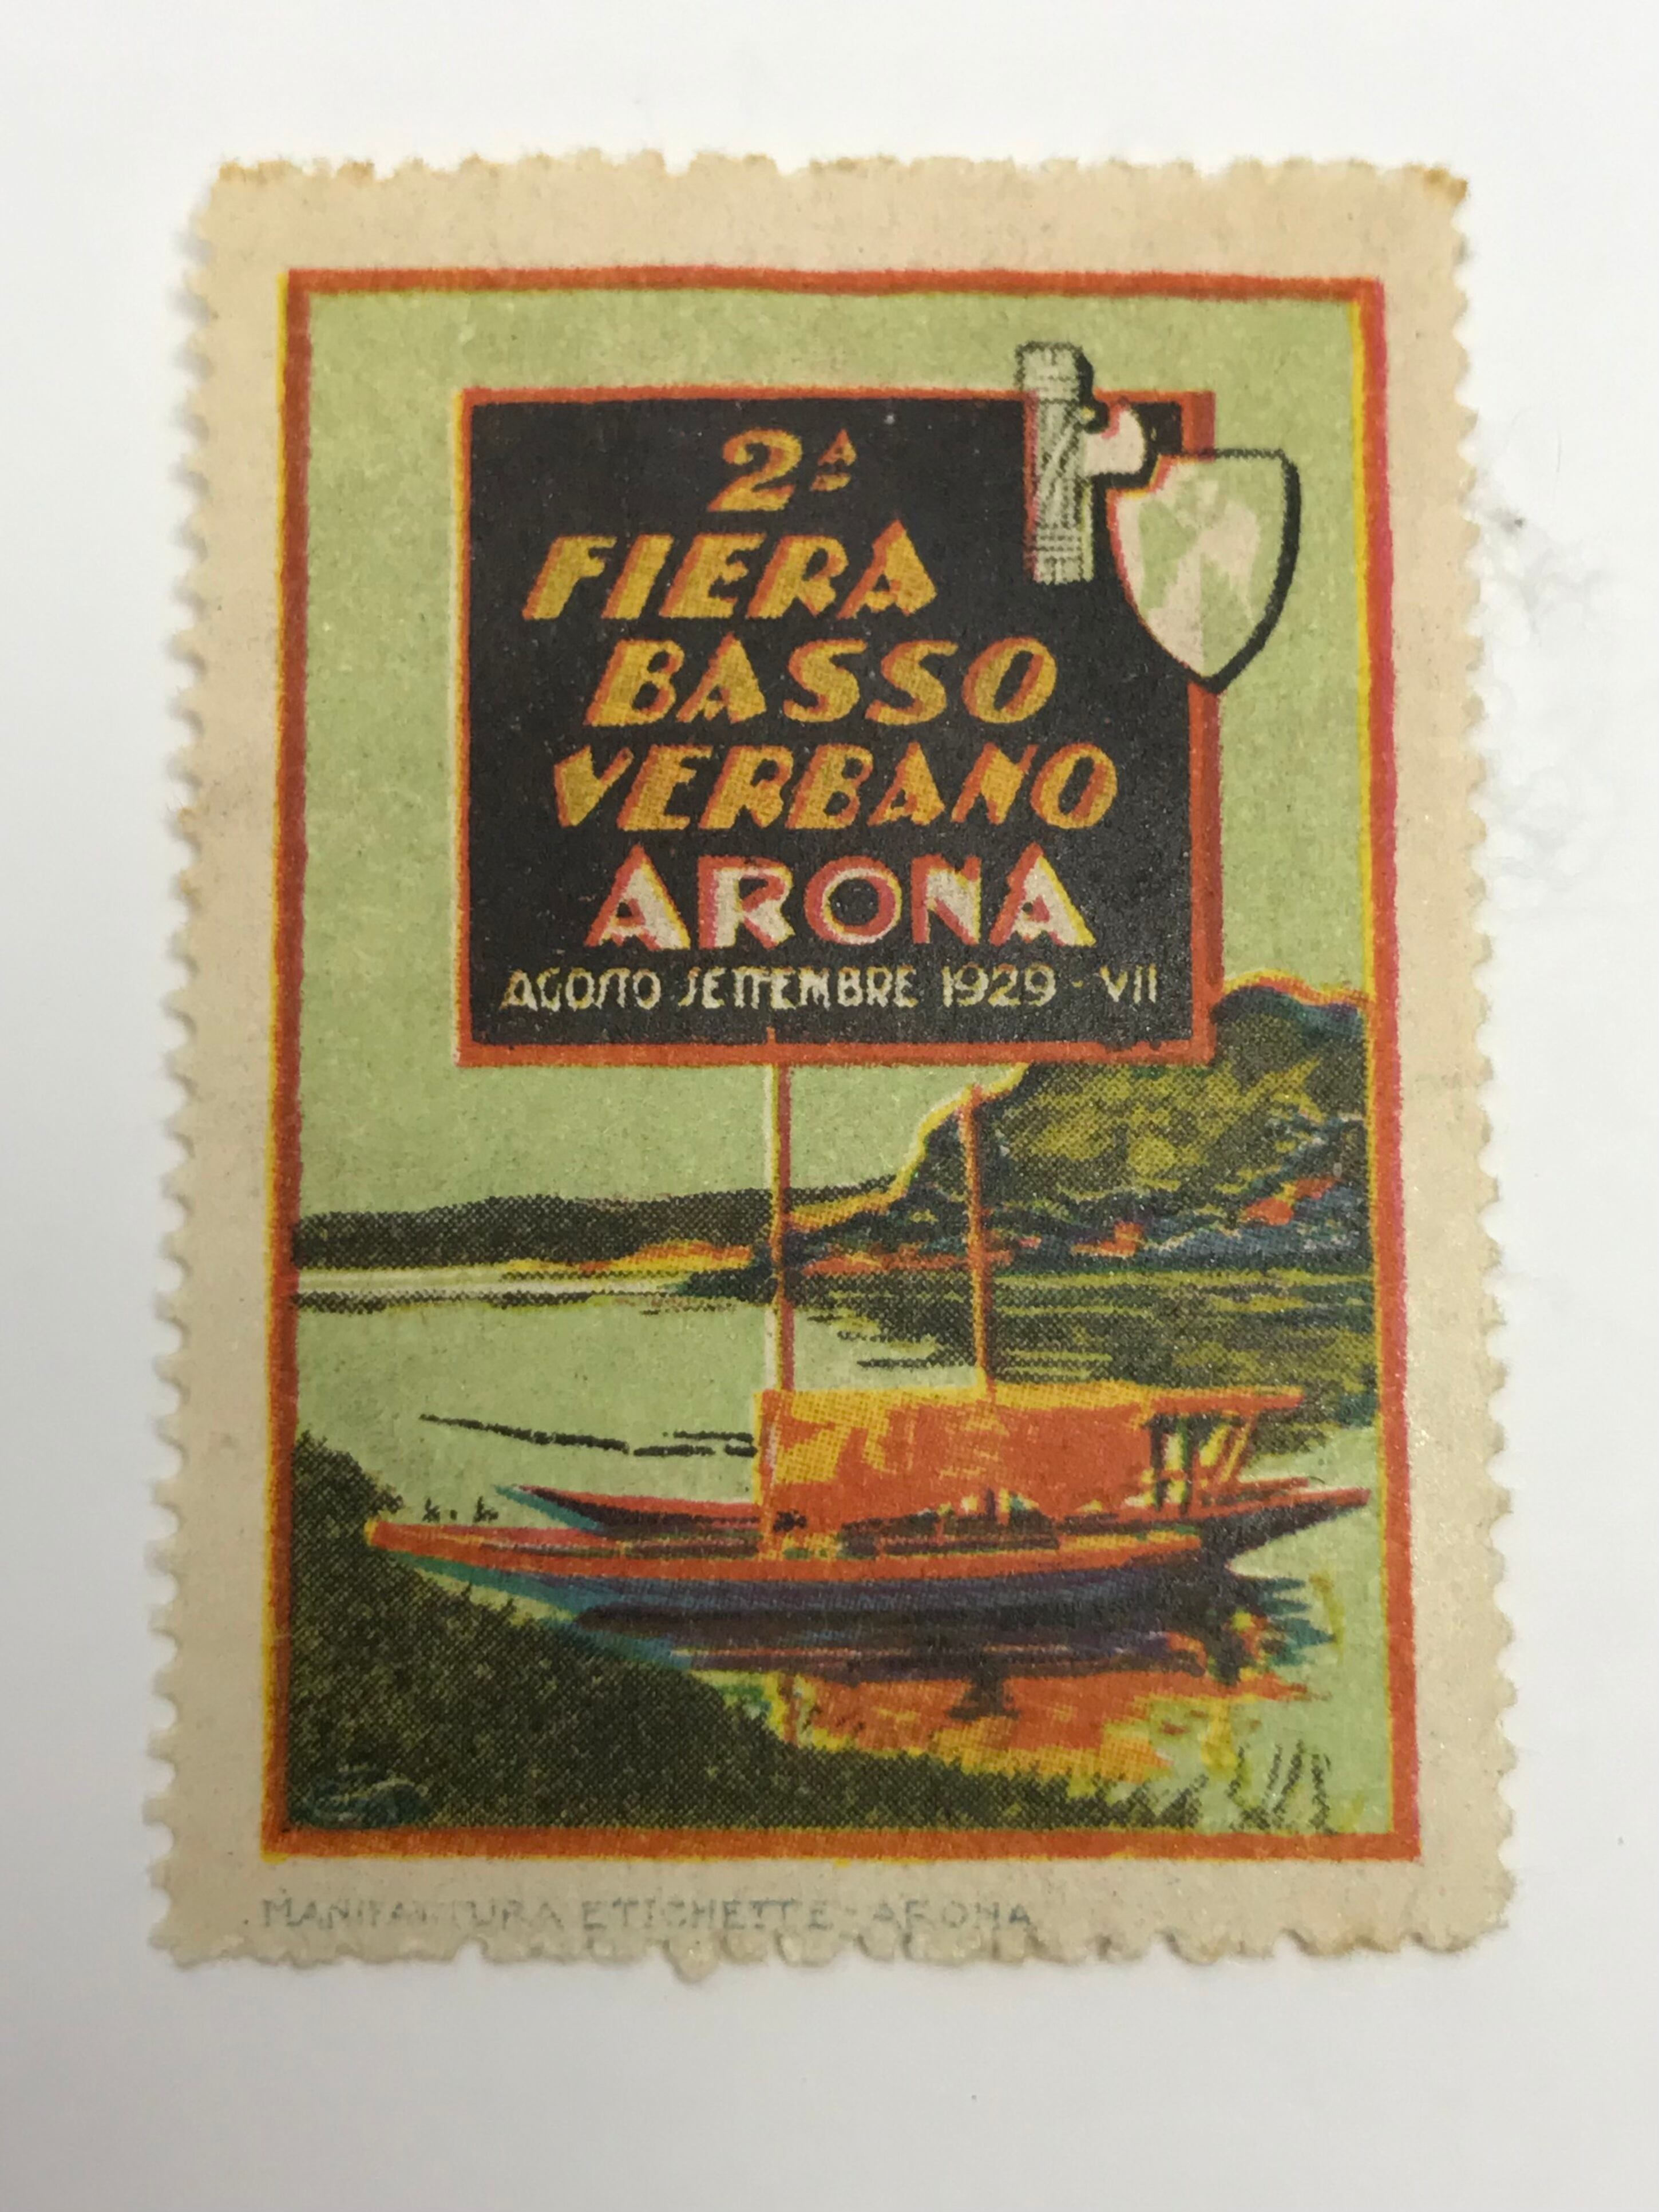 2A
FIERA
BASSO
VERBANO
ARONA
AGOSTO SETTEMBRE 1929 - VII
MANIFATTURA ETICHETTE - ARONA